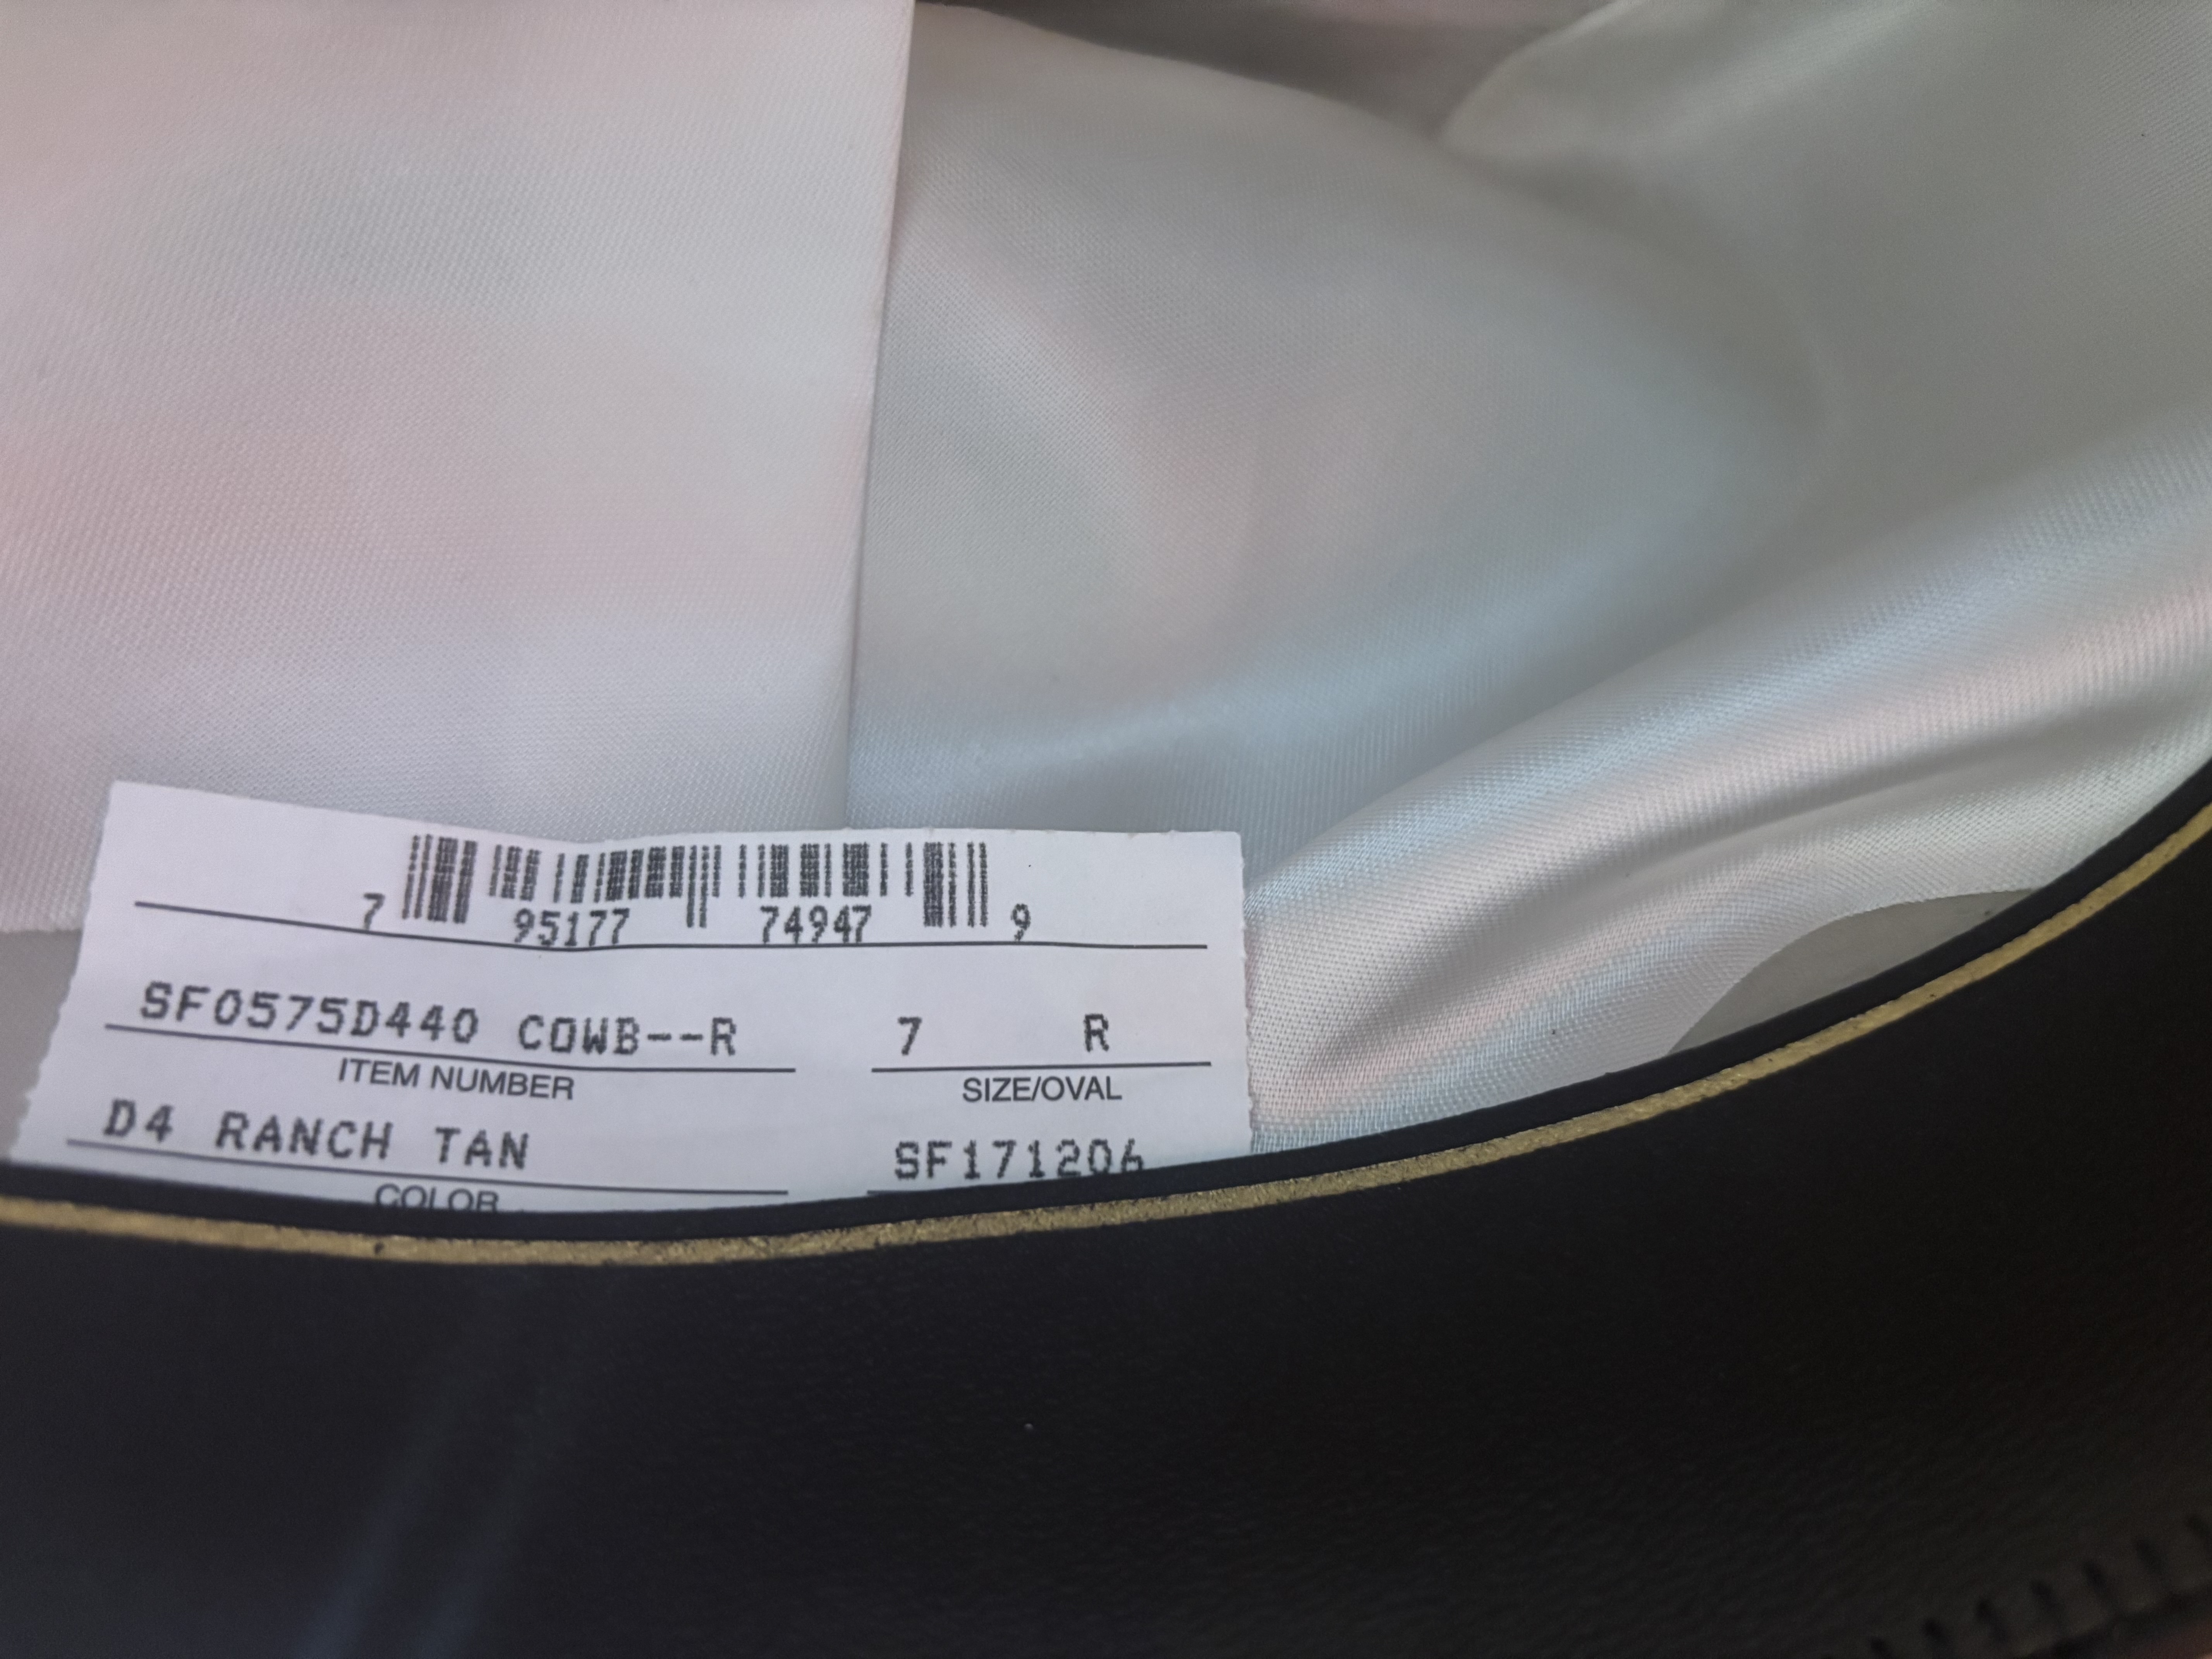 7 95177 74947 9
SF0575D440 COWB--R 7 R
ITEM NUMBER SIZE/OVAL
D4 RANCH TAN SF171206
COLOR